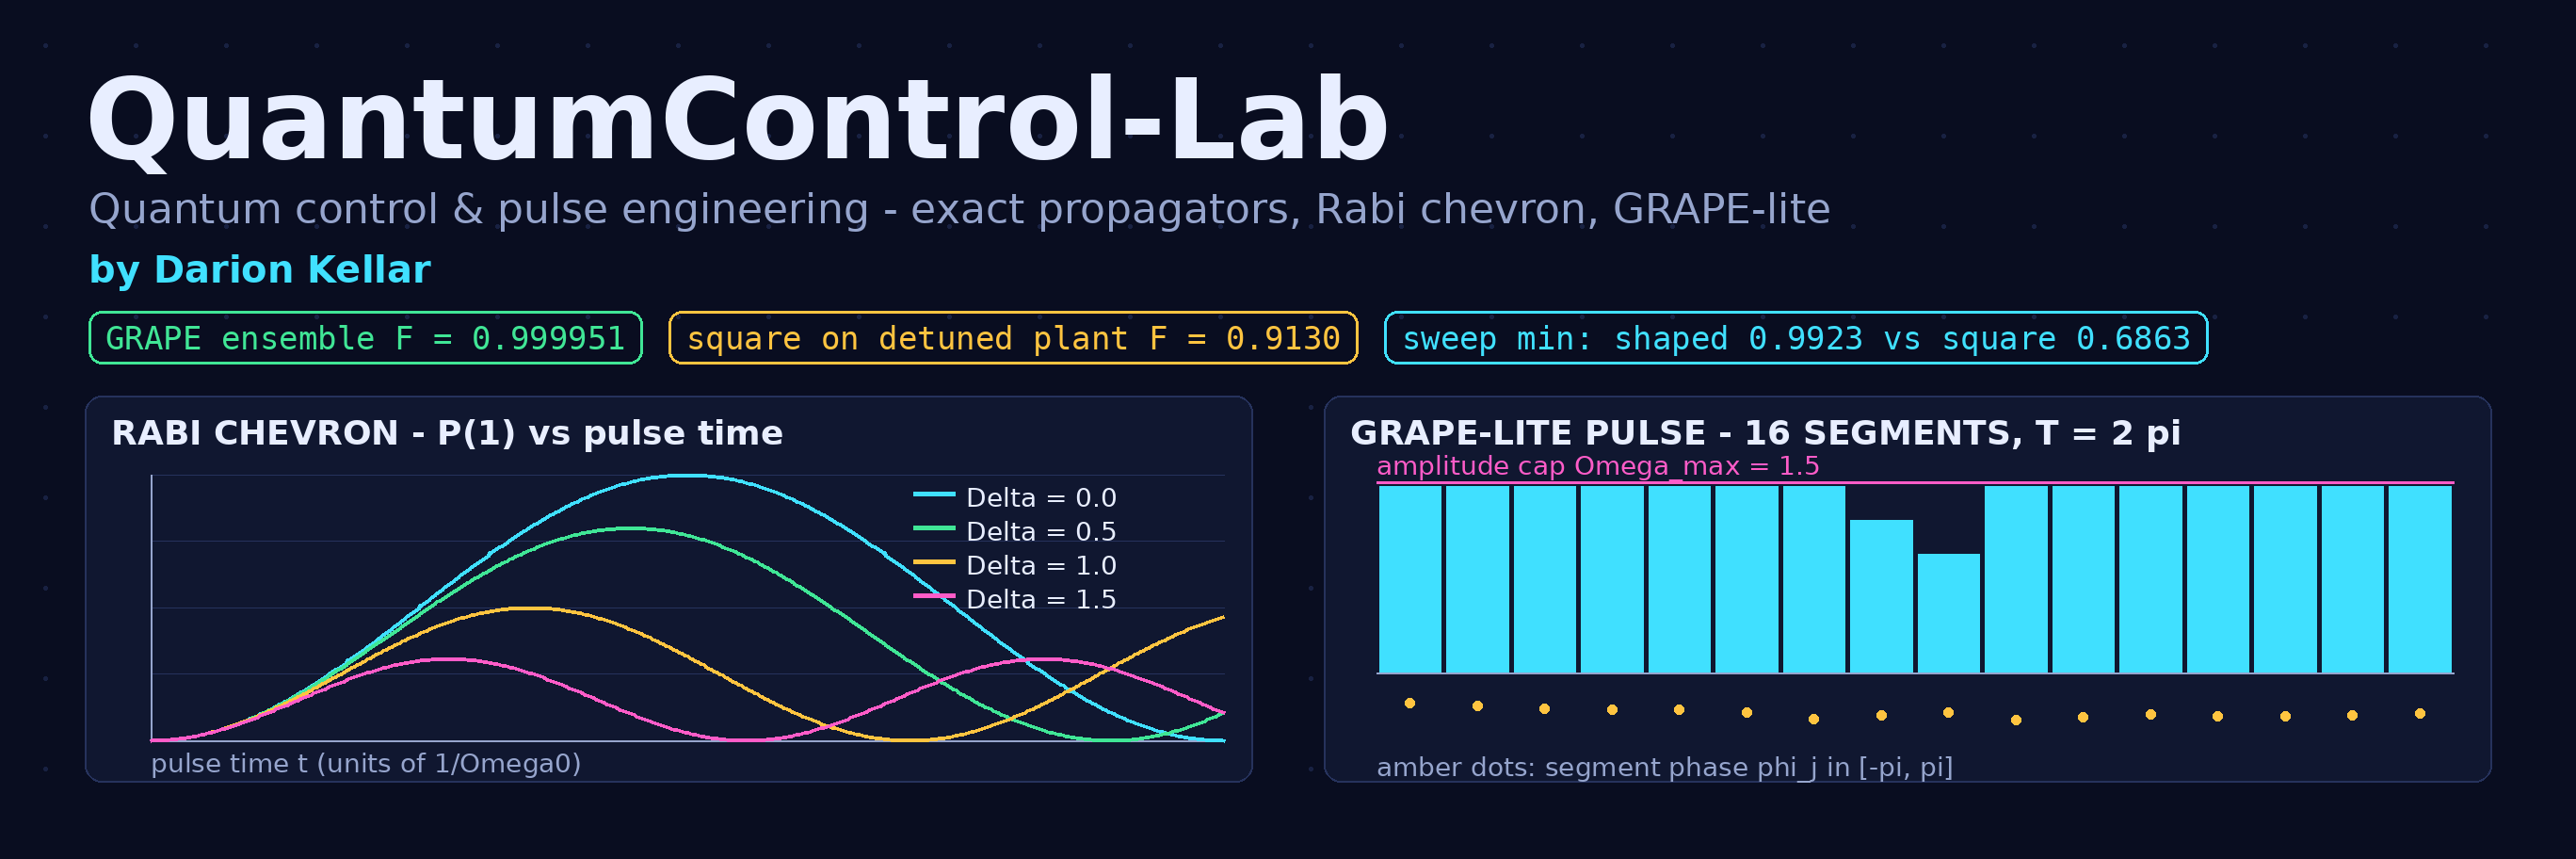 QuantumControl-Lab
Quantum control & pulse engineering - exact propagators, Rabi chevron, GRAPE-lite
by Darion Kellar
GRAPE ensemble F = 0.999951
square on detuned plant F = 0.9130
sweep min: shaped 0.9923 vs square 0.6863
RABI CHEVRON - P(1) vs pulse time
Delta = 0.0
Delta = 0.5
Delta = 1.0
Delta = 1.5
pulse time t (units of 1/Omega0)
GRAPE-LITE PULSE - 16 SEGMENTS, T = 2 pi
amplitude cap Omega_max = 1.5
amber dots: segment phase phi_j in [-pi, pi]